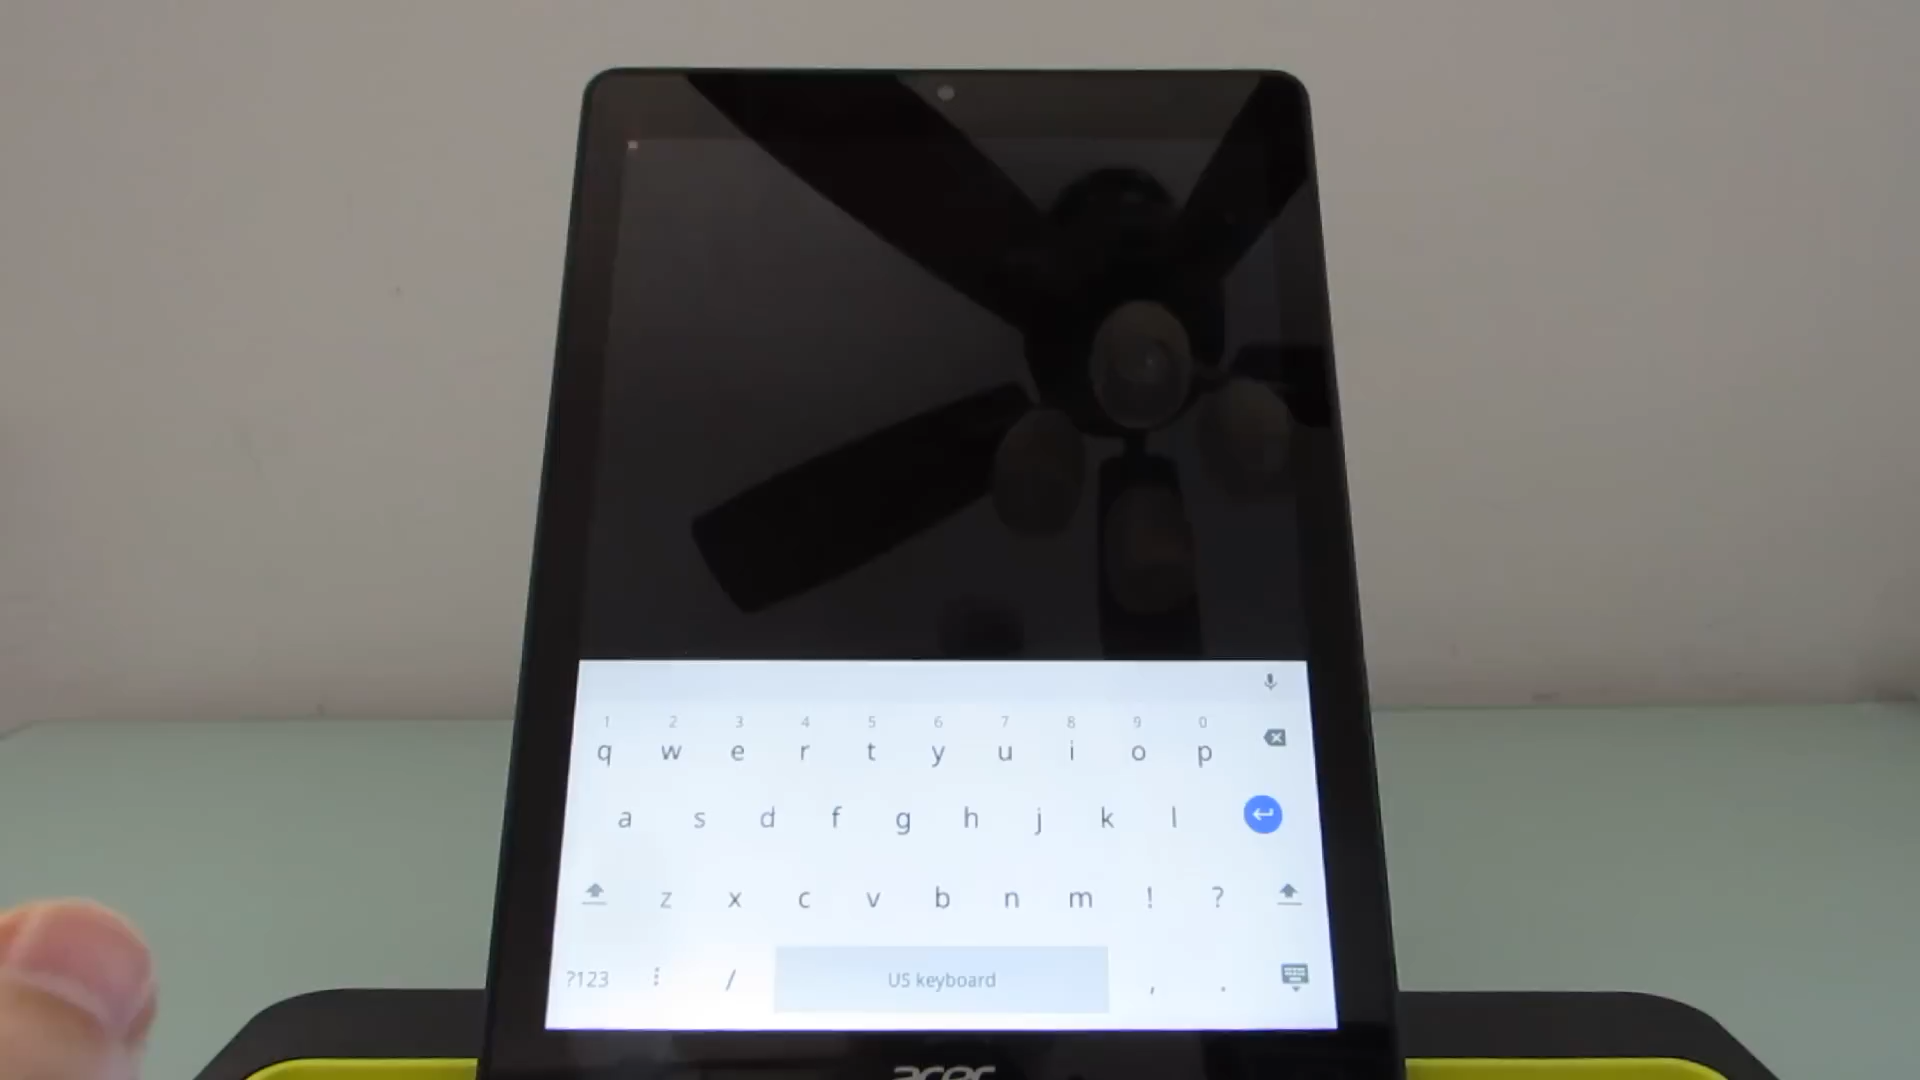 1 2 3 4 5 6 7 8 9 0
q w e r t y u i o p
a s d f g h j k l
z x c v b n m ! ?
?123 / US keyboard , .
acer